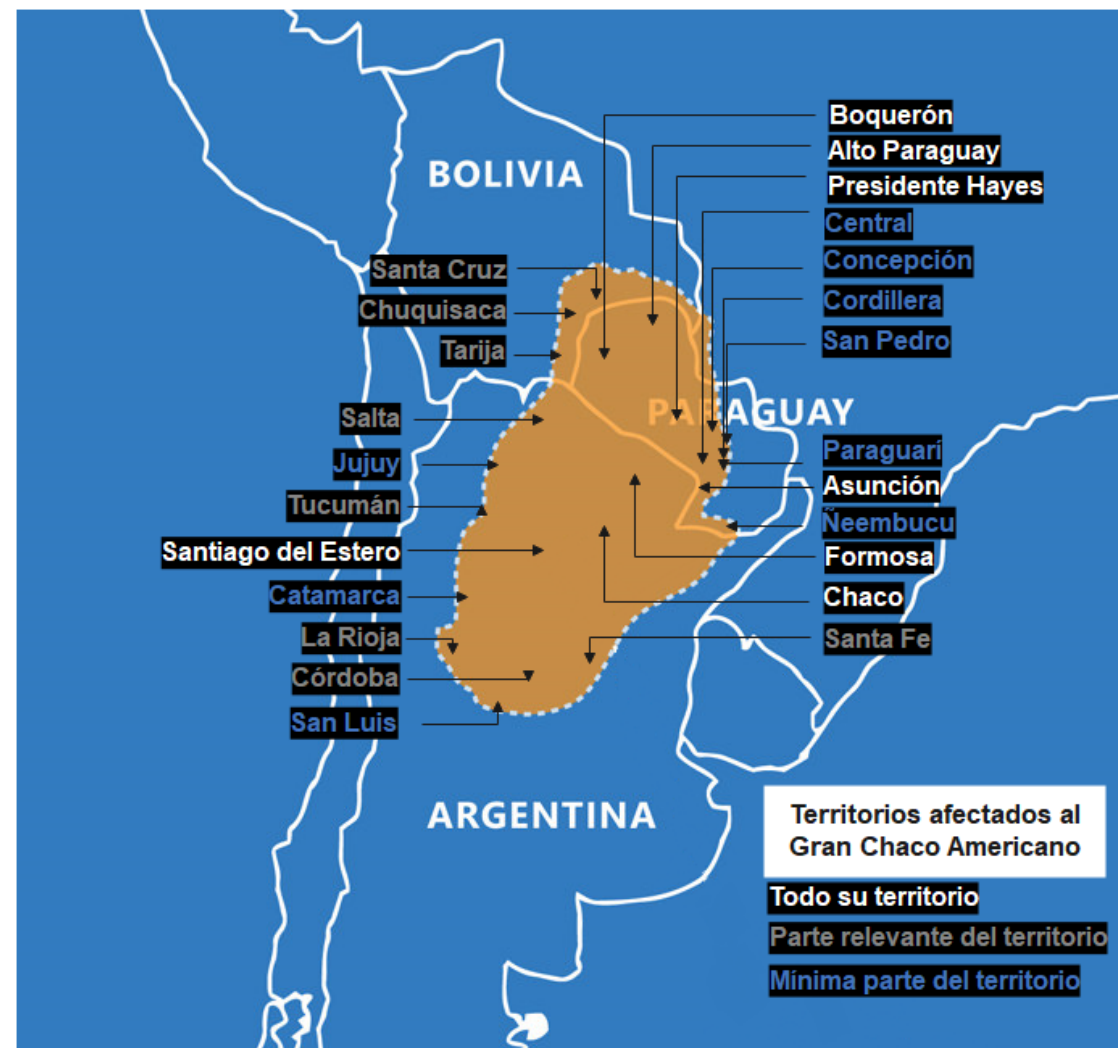 BOLIVIA
PARAGUAY
ARGENTINA
Santa Cruz
Chuquisaca
Tarija
Salta
Jujuy
Tucumán
Santiago del Estero
Catamarca
La Rioja
Córdoba
San Luis
Boquerón
Alto Paraguay
Presidente Hayes
Central
Concepción
Cordillera
San Pedro
Paraguarí
Asunción
Ñeembucu
Formosa
Chaco
Santa Fe
Territorios afectados al
Gran Chaco Americano
Todo su territorio
Parte relevante del territorio
Mínima parte del territorio